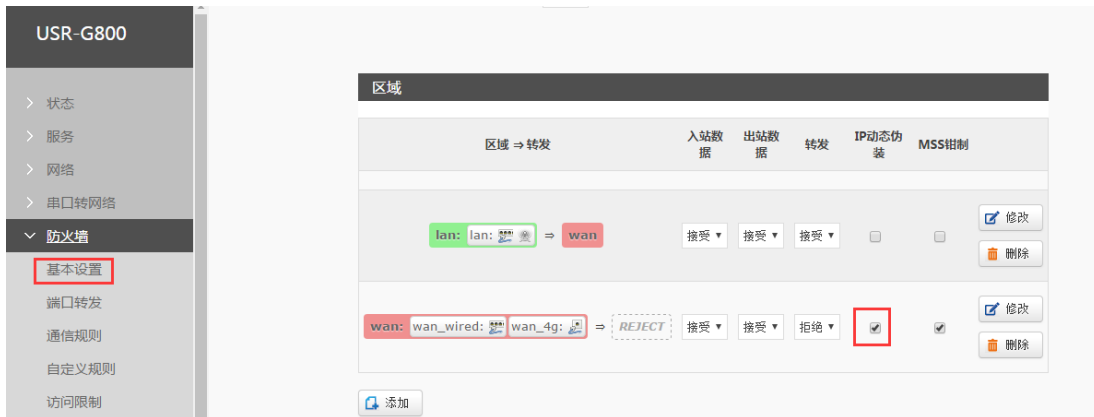 USR-G800
状态
服务
网络
串口转网络
防火墙
基本设置
端口转发
通信规则
自定义规则
访问限制
区域
区域 ⇒ 转发
入站数据
出站数据
转发
IP动态伪装
MSS钳制
lan: lan: ⇒ wan
接受
接受
接受
修改
删除
wan: wan_wired: wan_4g: ⇒ REJECT
接受
接受
拒绝
修改
删除
添加